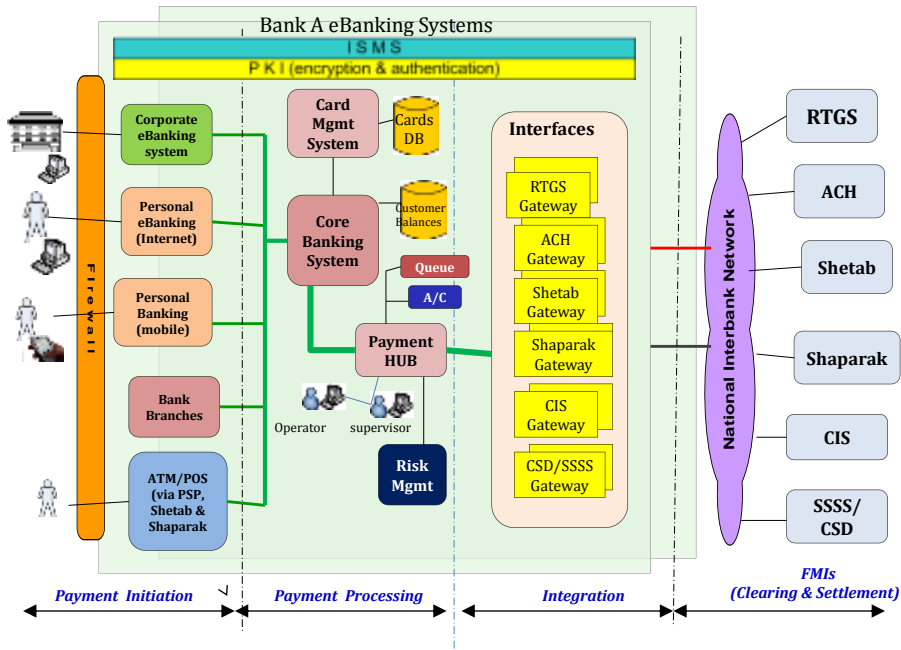 Bank A eBanking Systems
I S M S
P K I (encryption & authentication)
Firewall
Corporate
eBanking
system
Personal
eBanking
(Internet)
Personal
Banking
(mobile)
Bank
Branches
ATM/POS
(via PSP,
Shetab &
Shaparak
Card
Mgmt
System
Cards
DB
Core
Banking
System
Customer
Balances
Queue
A/C
Payment
HUB
Operator
supervisor
Risk
Mgmt
Interfaces
RTGS
Gateway
ACH
Gateway
Shetab
Gateway
Shaparak
Gateway
CIS
Gateway
CSD/SSSS
Gateway
National Interbank Network
RTGS
ACH
Shetab
Shaparak
CIS
SSSS/
CSD
Payment Initiation
Payment Processing
Integration
FMIs
(Clearing & Settlement)